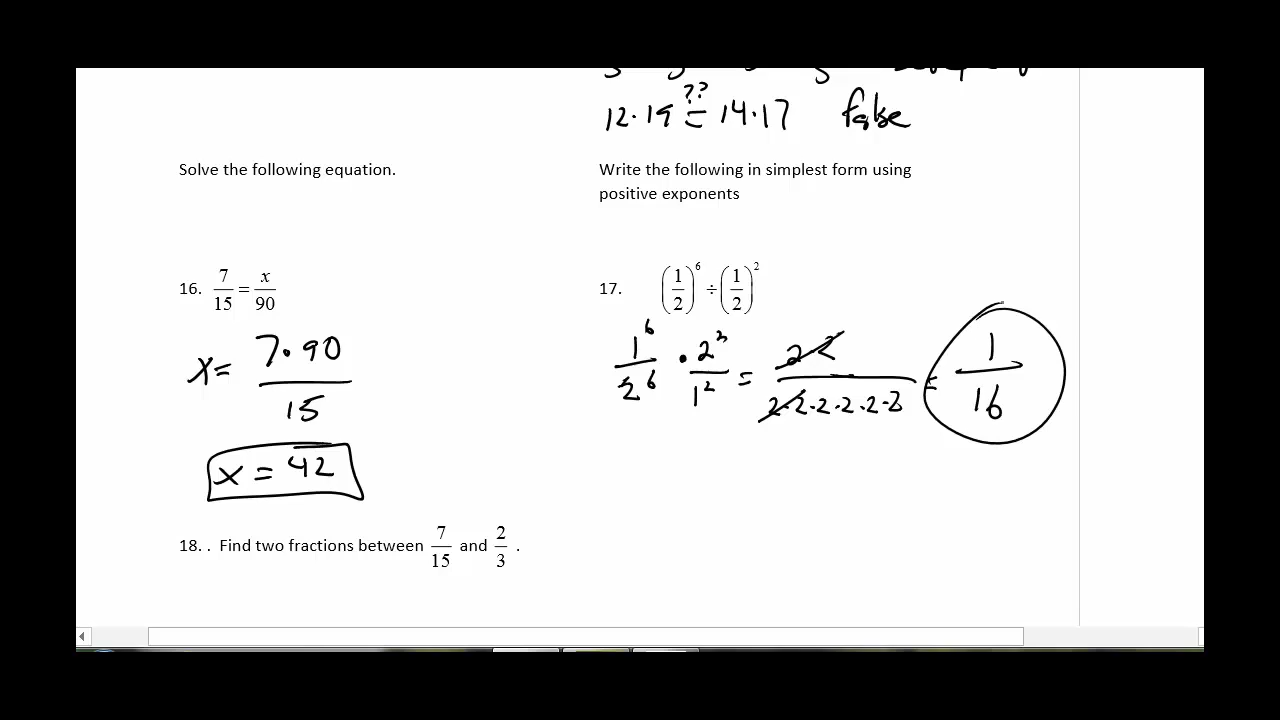 ??
12·19 = 14·17 false
Solve the following equation.
Write the following in simplest form using
positive exponents
16. 7/15 = x/90
17. (1/2)^6 ÷ (1/2)^2
x= 7·90/15
1^6/2^6 · 2^2/1^2 = 2·2/2·2·2·2·2·2 = 1/16
x = 42
18. . Find two fractions between 7/15 and 2/3 .